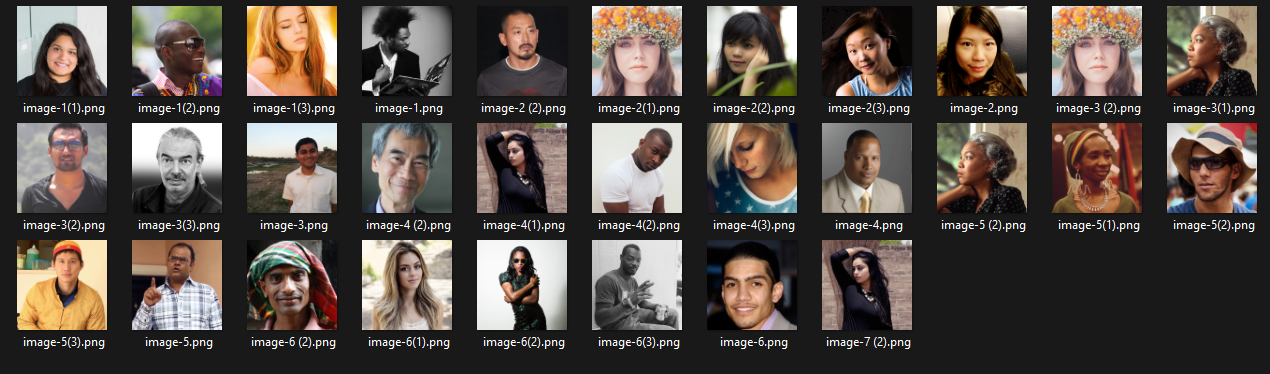 image-1(1).png image-1(2).png image-1(3).png image-1.png image-2 (2).png image-2(1).png image-2(2).png image-2(3).png image-2.png image-3 (2).png image-3(1).png
image-3(2).png image-3(3).png image-3.png image-4 (2).png image-4(1).png image-4(2).png image-4(3).png image-4.png image-5 (2).png image-5(1).png image-5(2).png
image-5(3).png image-5.png image-6 (2).png image-6(1).png image-6(2).png image-6(3).png image-6.png image-7 (2).png